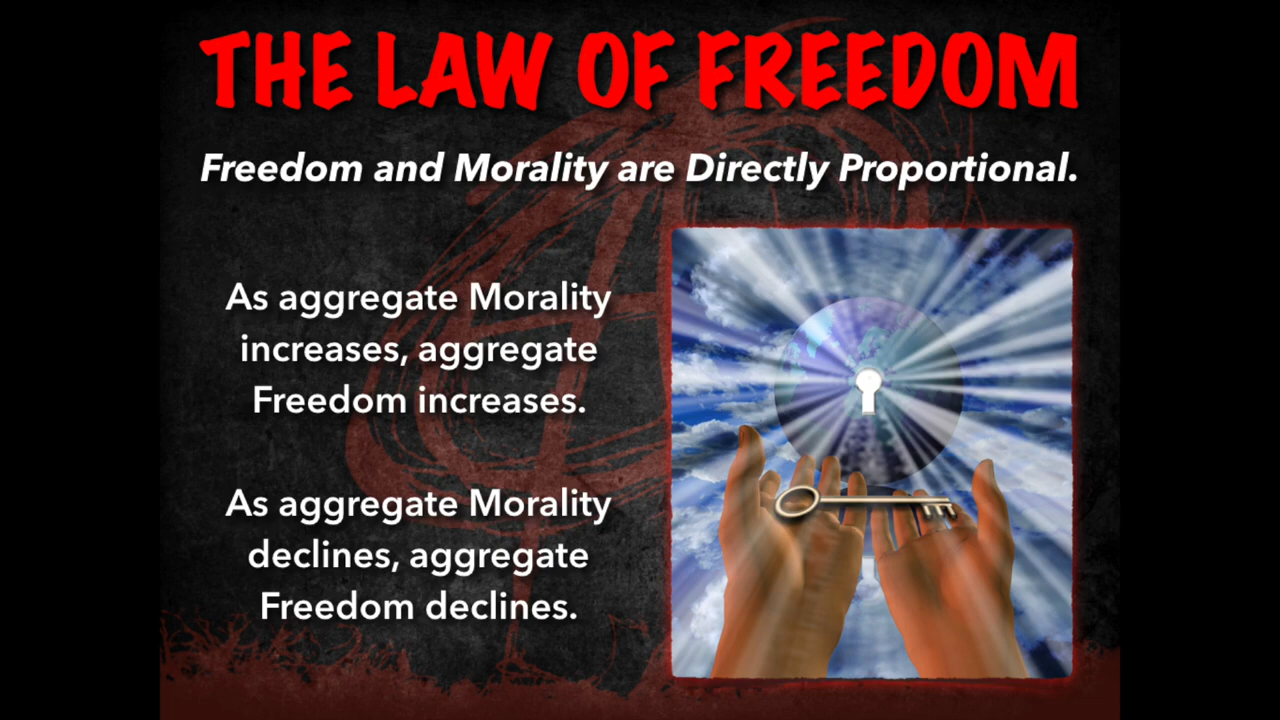 THE LAW OF FREEDOM
Freedom and Morality are Directly Proportional.
As aggregate Morality
increases, aggregate
Freedom increases.
As aggregate Morality
declines, aggregate
Freedom declines.